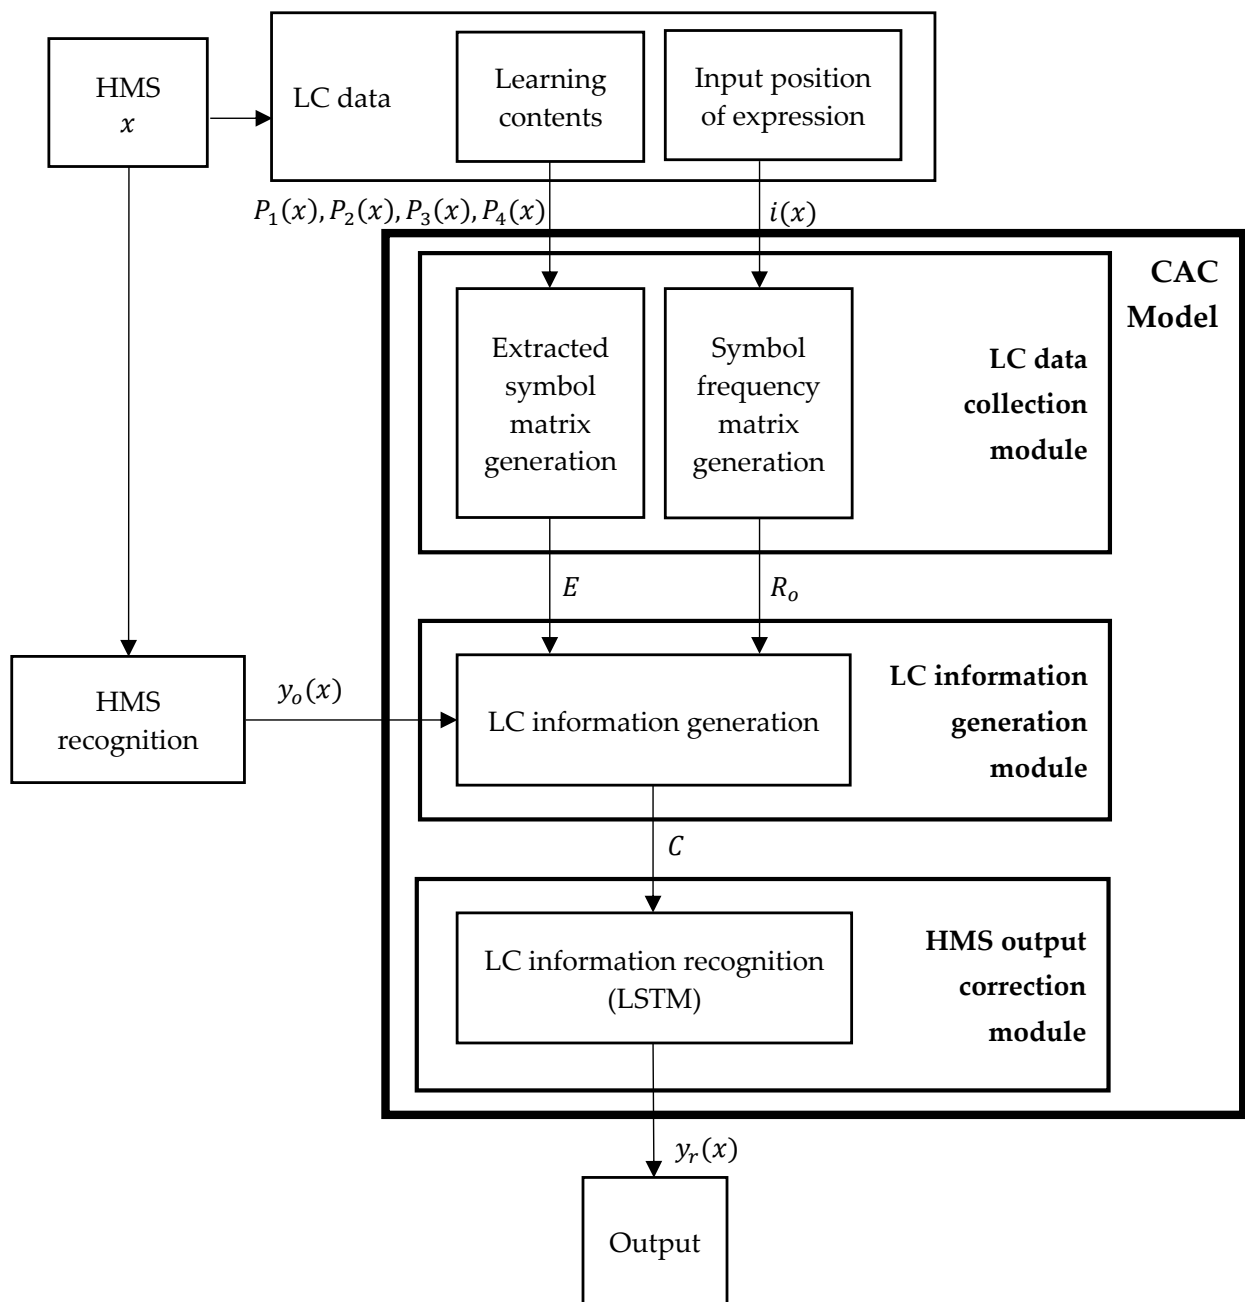 HMS
𝑥
LC data
Learning
contents
Input position
of expression
𝑃₁(𝑥), 𝑃₂(𝑥), 𝑃₃(𝑥), 𝑃₄(𝑥)
𝑖(𝑥)
CAC
Model
Extracted
symbol
matrix
generation
Symbol
frequency
matrix
generation
LC data
collection
module
𝐸
𝑅ₒ
HMS
recognition
𝑦ₒ(𝑥)
LC information generation
LC information
generation
module
𝐶
LC information recognition
(LSTM)
HMS output
correction
module
𝑦ᵣ(𝑥)
Output